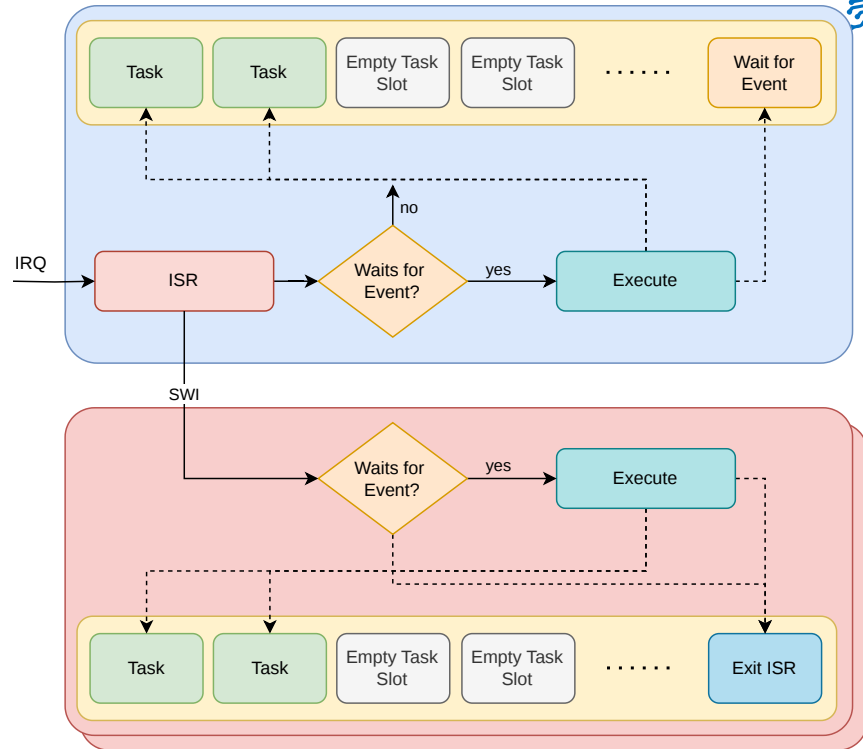 Task
Task
Empty Task
Slot
Empty Task
Slot
......
Wait for
Event
no
IRQ
ISR
Waits for
Event?
yes
Execute
SWI
Waits for
Event?
yes
Execute
Task
Task
Empty Task
Slot
Empty Task
Slot
......
Exit ISR